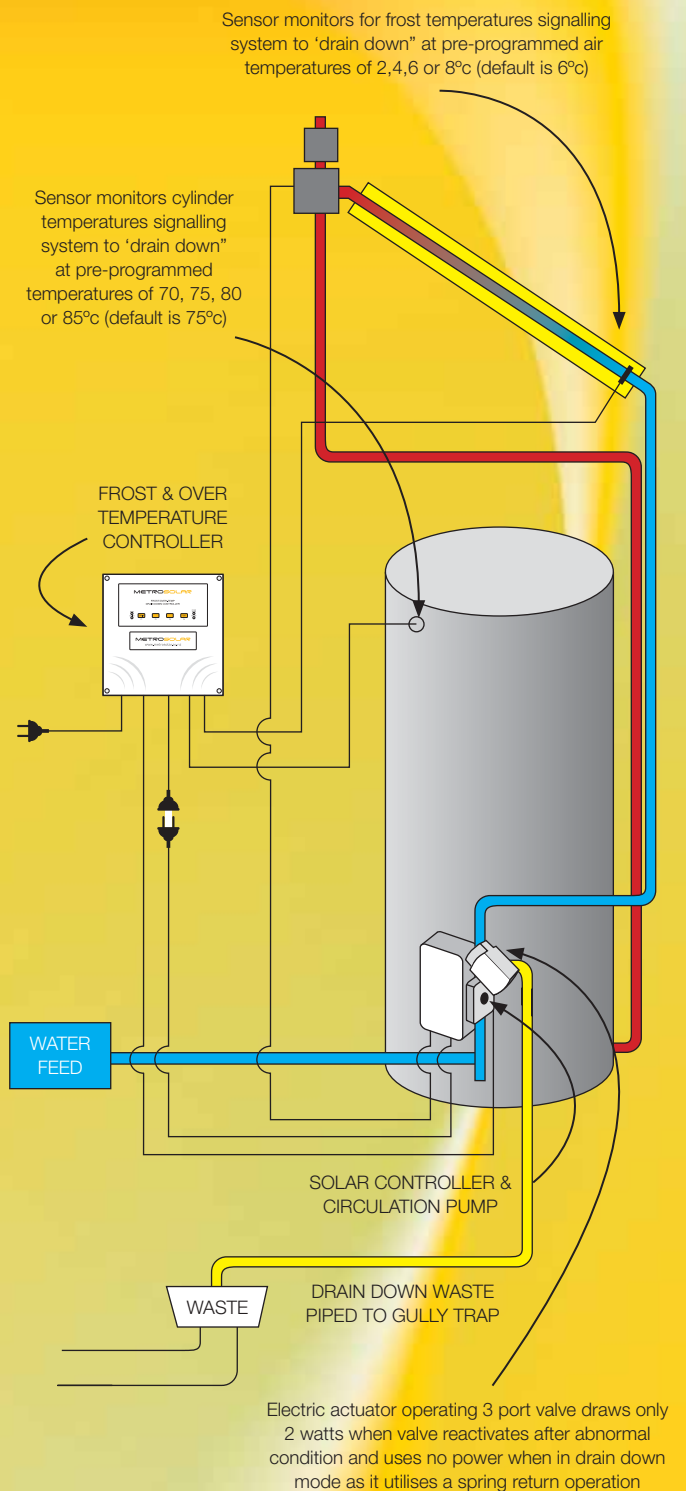 Sensor monitors for frost temperatures signalling
system to ‘drain down” at pre-programmed air
temperatures of 2,4,6 or 8ºc (default is 6ºc)
Sensor monitors cylinder
temperatures signalling
system to ‘drain down”
at pre-programmed
temperatures of 70, 75, 80
or 85ºc (default is 75ºc)
FROST & OVER
TEMPERATURE
CONTROLLER
METROSOLAR
METROSOLAR
WATER
FEED
SOLAR CONTROLLER &
CIRCULATION PUMP
DRAIN DOWN WASTE
PIPED TO GULLY TRAP
WASTE
Electric actuator operating 3 port valve draws only
2 watts when valve reactivates after abnormal
condition and uses no power when in drain down
mode as it utilises a spring return operation